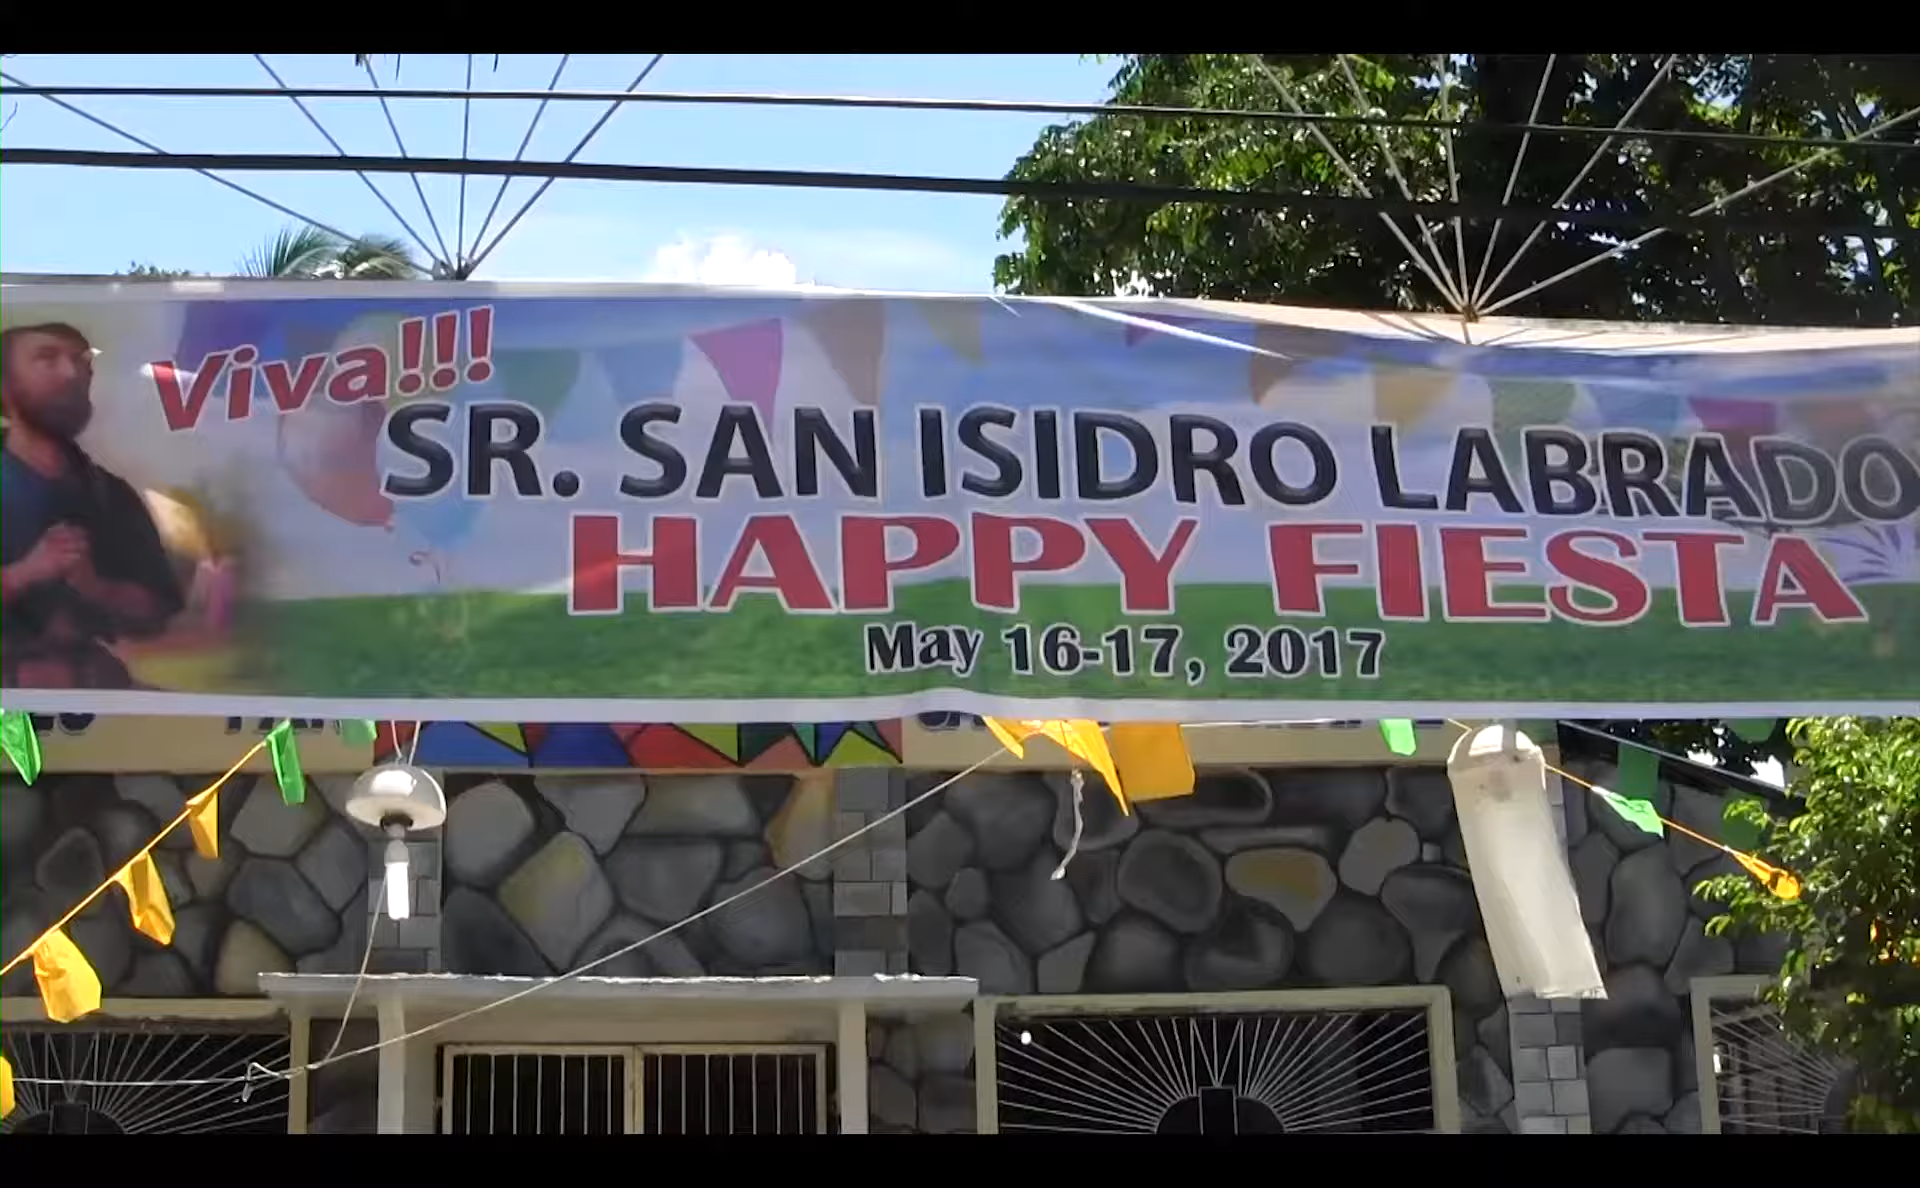 Viva!!!
SR. SAN ISIDRO LABRADO
HAPPY FIESTA
May 16-17, 2017